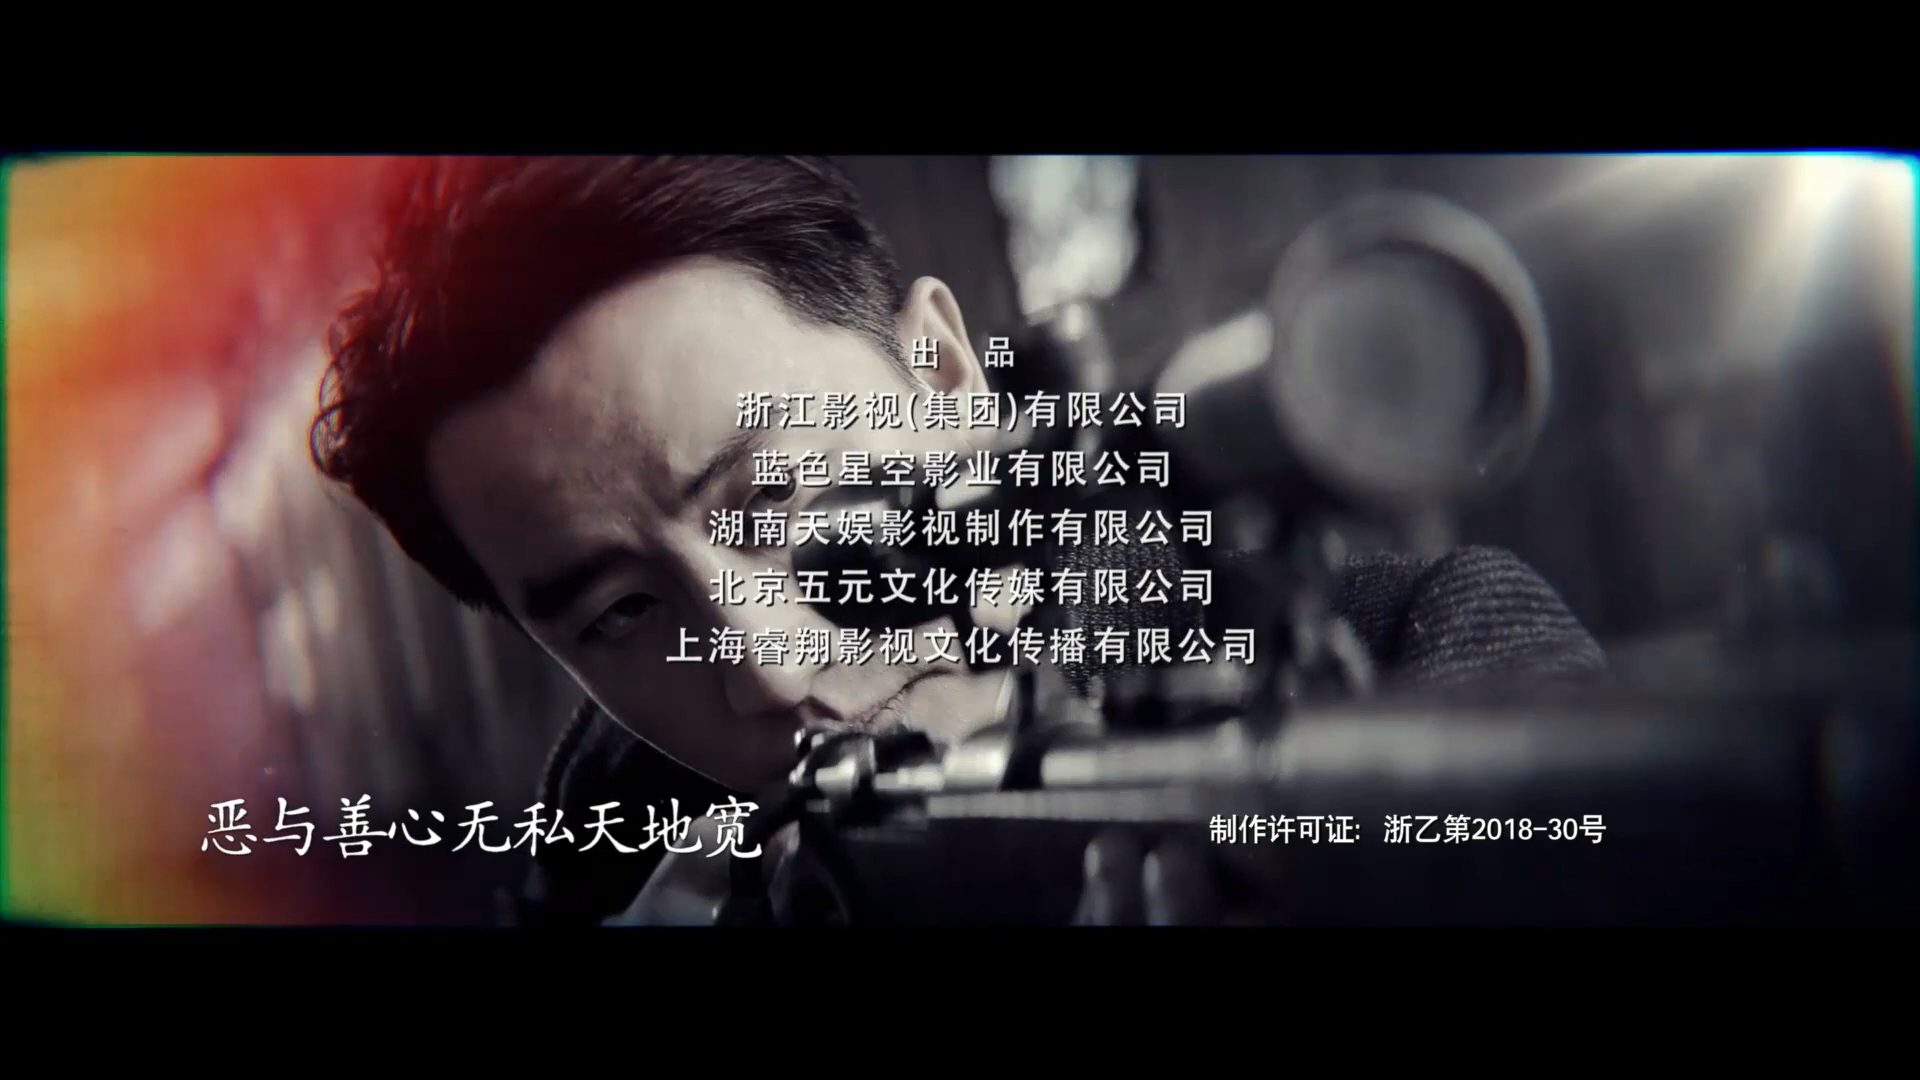 出 品
浙江影视(集团)有限公司
蓝色星空影业有限公司
湖南天娱影视制作有限公司
北京五元文化传媒有限公司
上海睿翔影视文化传播有限公司
恶与善心无私天地宽
制作许可证: 浙乙第2018-30号